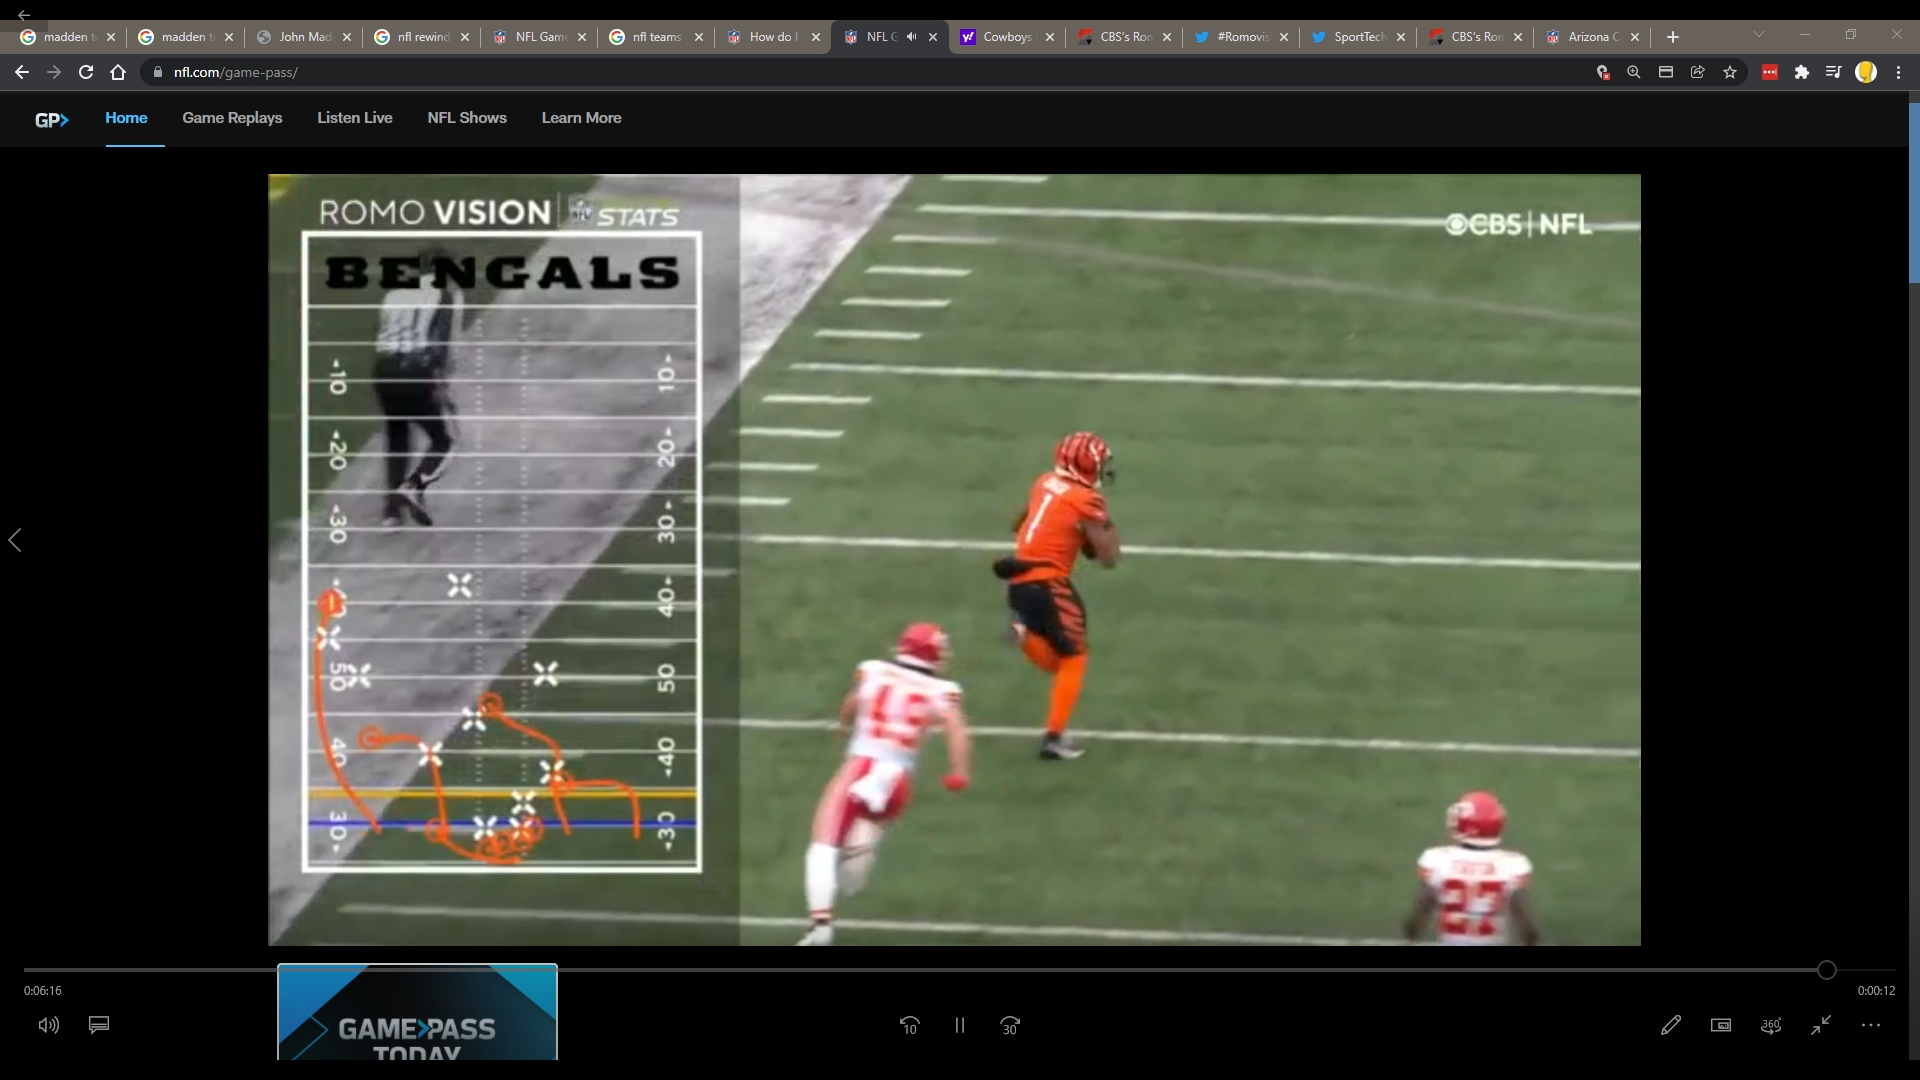 madden t
madden t
John Mad
nfl rewind
NFL Game
nfl teams
How do I
NFL G
Cowboys
CBS's Rom
#Romovis
SportTech
CBS's Rom
Arizona C
nfl.com/game-pass/
GP
Home
Game Replays
Listen Live
NFL Shows
Learn More
ROMO VISION
NFL STATS
CBS NFL
BENGALS
10 10
20 20
30 30
40 40
50 50
40 40
30 30
1
27
0:06:16
0:00:12
GAME PASS
TODAY
10
30
360°